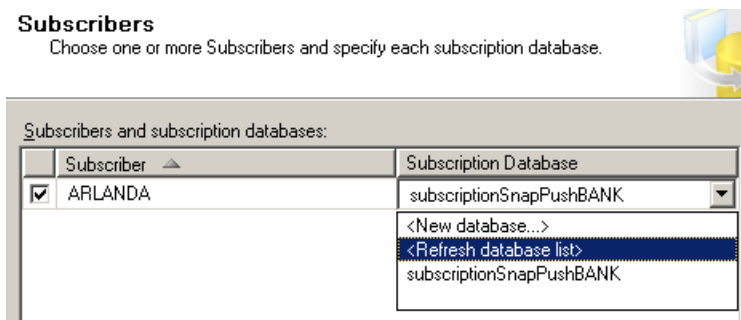 Subscribers
Choose one or more Subscribers and specify each subscription database.
Subscribers and subscription databases:
Subscriber Subscription Database
ARLANDA subscriptionSnapPushBANK
<New database...>
<Refresh database list>
subscriptionSnapPushBANK